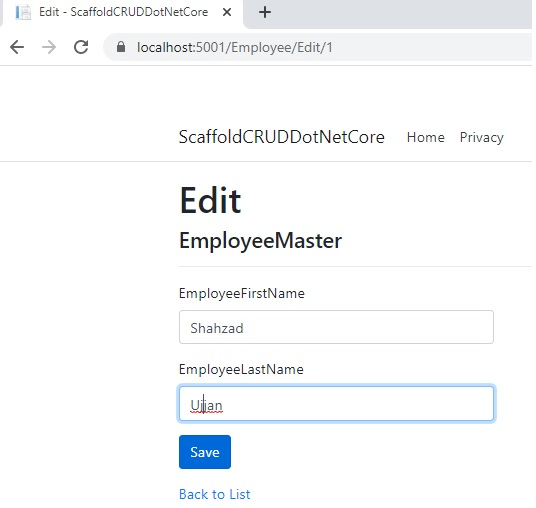 Edit - ScaffoldCRUDDotNetCore
localhost:5001/Employee/Edit/1
ScaffoldCRUDDotNetCore Home Privacy
Edit
EmployeeMaster
EmployeeFirstName
Shahzad
EmployeeLastName
Save
Back to List